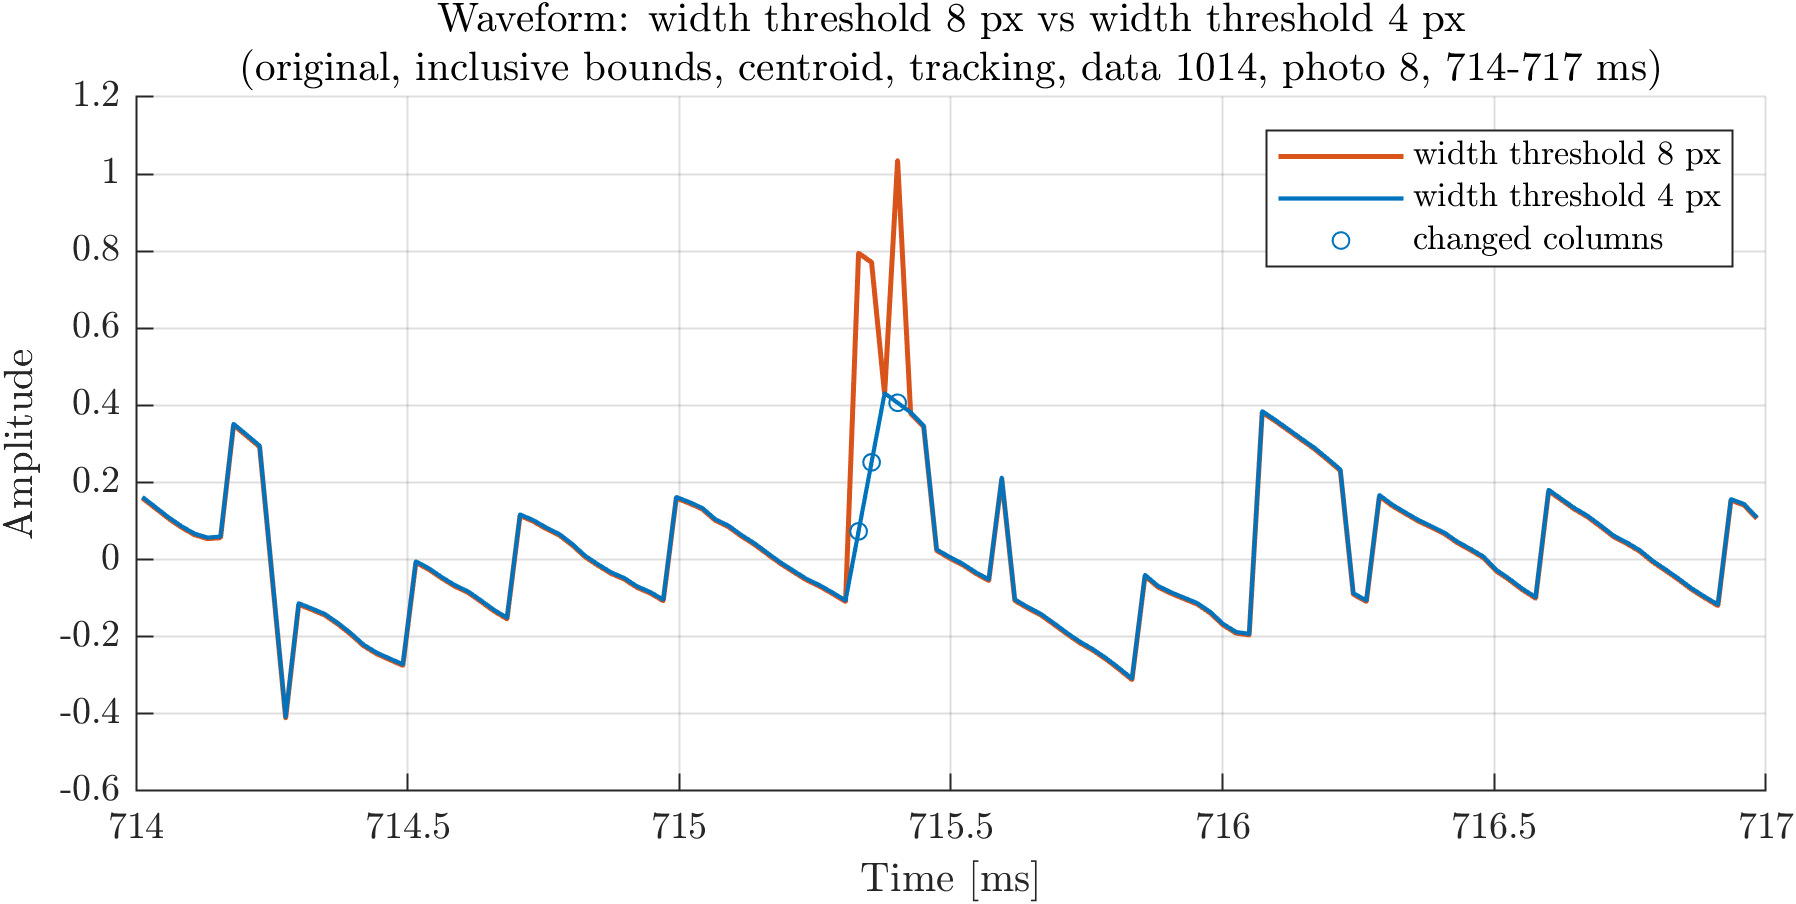 Waveform: width threshold 8 px vs width threshold 4 px
(original, inclusive bounds, centroid, tracking, data 1014, photo 8, 714-717 ms)
1.2
1
0.8
0.6
0.4
0.2
0
-0.2
-0.4
-0.6
Amplitude
width threshold 8 px
width threshold 4 px
changed columns
714
714.5
715
715.5
716
716.5
717
Time [ms]